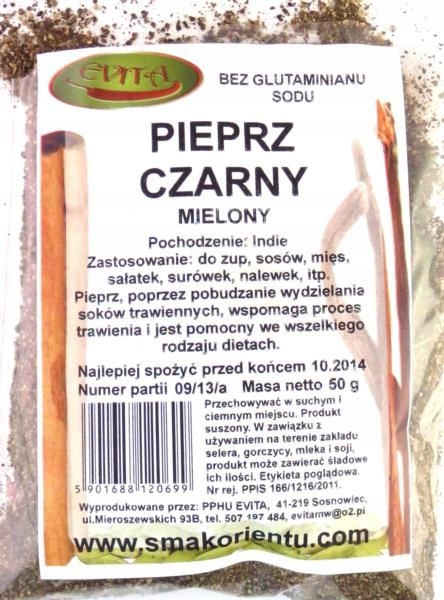 EVITA
BEZ GLUTAMINIANU
SODU
PIEPRZ
CZARNY
MIELONY
Pochodzenie: Indie
Zastosowanie: do zup, sosów, mięs,
sałatek, surówek, nalewek, itp.
Pieprz, poprzez pobudzanie wydzielania
soków trawiennych, wspomaga proces
trawienia i jest pomocny we wszelkiego
rodzaju dietach.
Najlepiej spożyć przed końcem 10.2014
Numer partii 09/13/a Masa netto 50 g
Przechowywać w suchym i
ciemnym miejscu. Produkt
suszony. W zawiązku z
używaniem na terenie zakładu
selera, gorczycy, mleka i soji,
produkt może zawierać śladowe
ich ilości. Etykieta poglądowa.
Nr rej. PPIS 166/1216/2011.
5 901688 120699
Wyprodukowane przez: PPHU EVITA, 41-219 Sosnowiec,
ul.Mieroszewskich 93B, tel. 507 197 484, evitamw@o2.pl
www.smakorientu.com